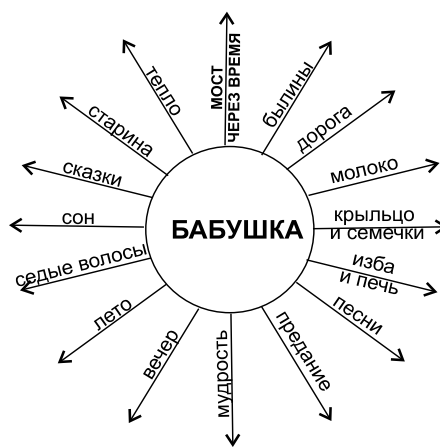 БАБУШКА
МОСТ
ЧЕРЕЗ ВРЕМЯ
былины
дорога
молоко
крыльцо
и семечки
изба
и печь
песни
предание
мудрость
вечер
лето
седые волосы
сон
сказки
старина
тепло